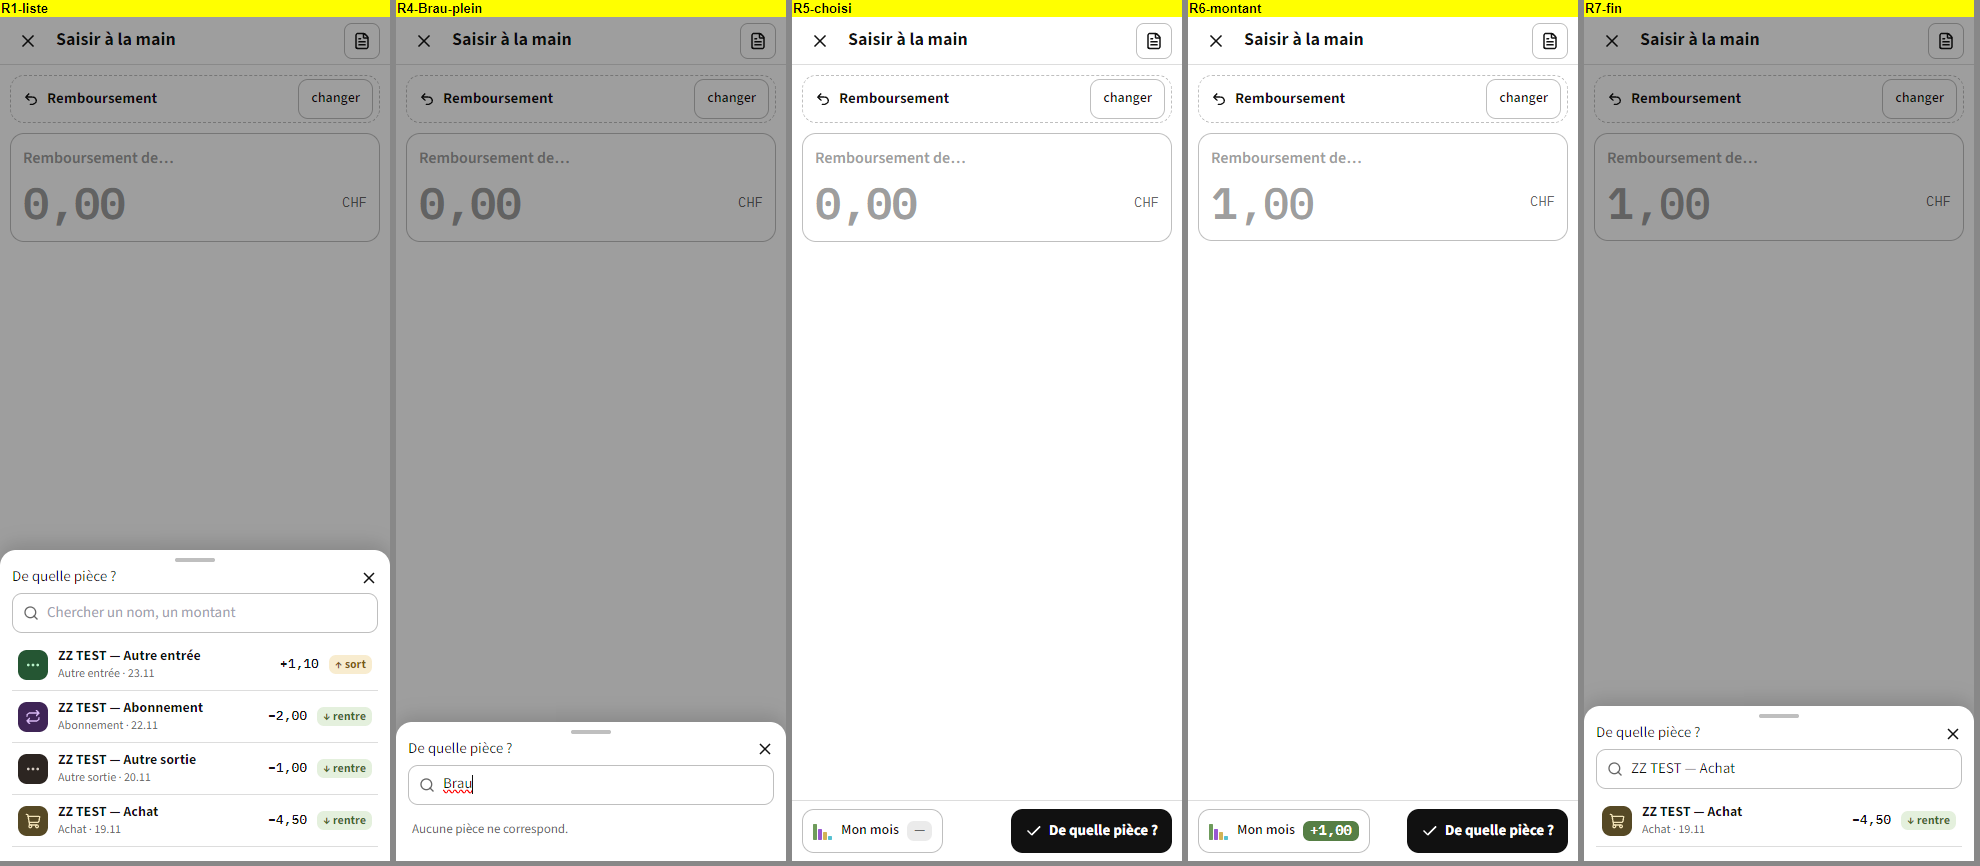 R1-liste
Saisir à la main
Remboursement
changer
Remboursement de...
0,00
CHF
De quelle pièce ?
Chercher un nom, un montant
ZZ TEST — Autre entrée
Autre entrée · 23.11
+1,10
↑ sort
ZZ TEST — Abonnement
Abonnement · 22.11
−2,00
↓ rentre
ZZ TEST — Autre sortie
Autre sortie · 20.11
−1,00
↓ rentre
ZZ TEST — Achat
Achat · 19.11
−4,50
↓ rentre
R4-Brau-plein
Saisir à la main
Remboursement
changer
Remboursement de...
0,00
CHF
De quelle pièce ?
Brau
Aucune pièce ne correspond.
R5-choisi
Saisir à la main
Remboursement
changer
Remboursement de...
0,00
CHF
Mon mois
—
De quelle pièce ?
R6-montant
Saisir à la main
Remboursement
changer
Remboursement de...
1,00
CHF
Mon mois
+1,00
De quelle pièce ?
R7-fin
Saisir à la main
Remboursement
changer
Remboursement de...
1,00
CHF
De quelle pièce ?
ZZ TEST — Achat
ZZ TEST — Achat
Achat · 19.11
−4,50
↓ rentre